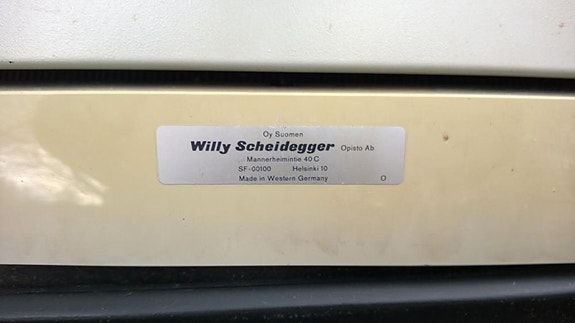 Oy Suomen
Willy Scheidegger Opisto Ab
Mannerheimintie 40 C
SF-00100 Helsinki 10
Made in Western Germany O